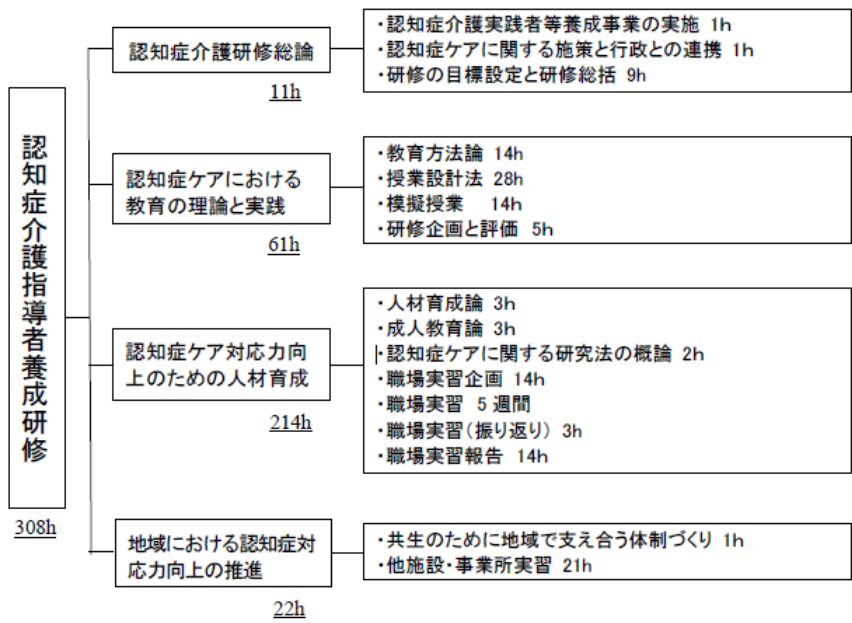 認知症介護指導者養成研修
308h
認知症介護研修総論
11h
・認知症介護実践者等養成事業の実施 1h
・認知症ケアに関する施策と行政との連携 1h
・研修の目標設定と研修総括 9h
認知症ケアにおける
教育の理論と実践
61h
・教育方法論 14h
・授業設計法 28h
・模擬授業 14h
・研修企画と評価 5h
認知症ケア対応力向
上のための人材育成
214h
・人材育成論 3h
・成人教育論 3h
・認知症ケアに関する研究法の概論 2h
・職場実習企画 14h
・職場実習 5週間
・職場実習(振り返り) 3h
・職場実習報告 14h
地域における認知症対
応力向上の推進
22h
・共生のために地域で支え合う体制づくり 1h
・他施設・事業所実習 21h